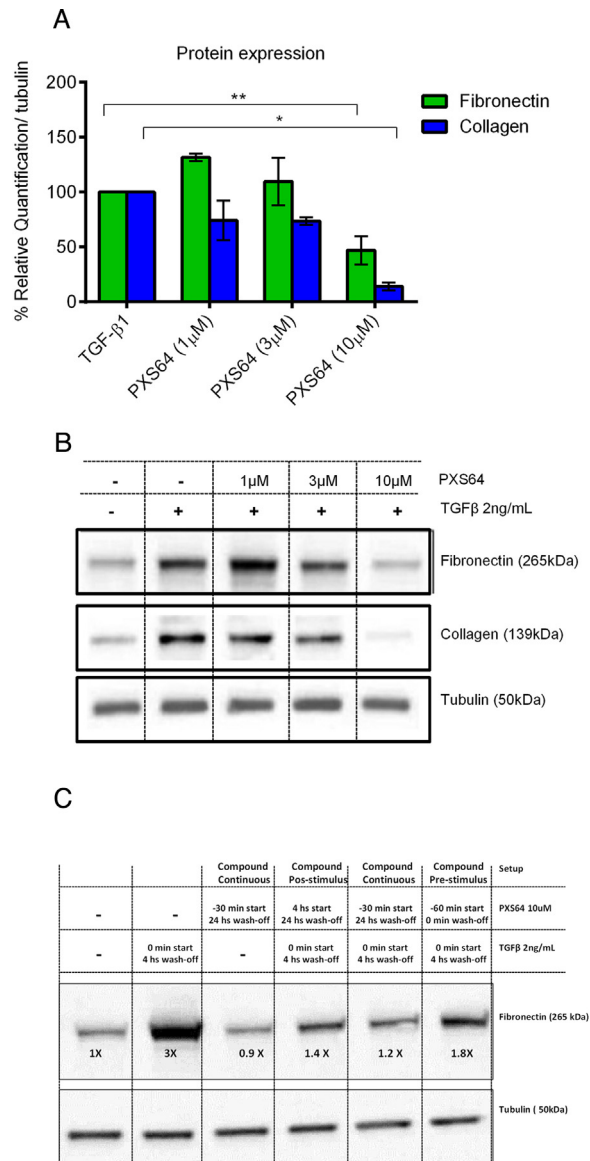 A
Protein expression
% Relative Quantification/ tubulin
200
150
100
50
0
**
*
Fibronectin
Collagen
TGF-β1
PXS64 (1μM)
PXS64 (3μM)
PXS64 (10μM)
B
- - 1μM 3μM 10μM PXS64
- + + + + TGFβ 2ng/mL
Fibronectin (265kDa)
Collagen (139kDa)
Tubulin (50kDa)
C
Compound Compound Compound Compound
Continuous Pos-stimulus Continuous Pre-stimulus Setup
-30 min start 4 hs start -30 min start -60 min start
- - 24 hs wash-off 24 hs wash-off 24 hs wash-off 0 min wash-off PXS64 10uM
0 min start 0 min start 0 min start 0 min start
- 4 hs wash-off - 4 hs wash-off 4 hs wash-off 4 hs wash-off TGFβ 2ng/mL
Fibronectin (265 kDa)
1X 3X 0.9 X 1.4 X 1.2 X 1.8X
Tubulin ( 50kDa)